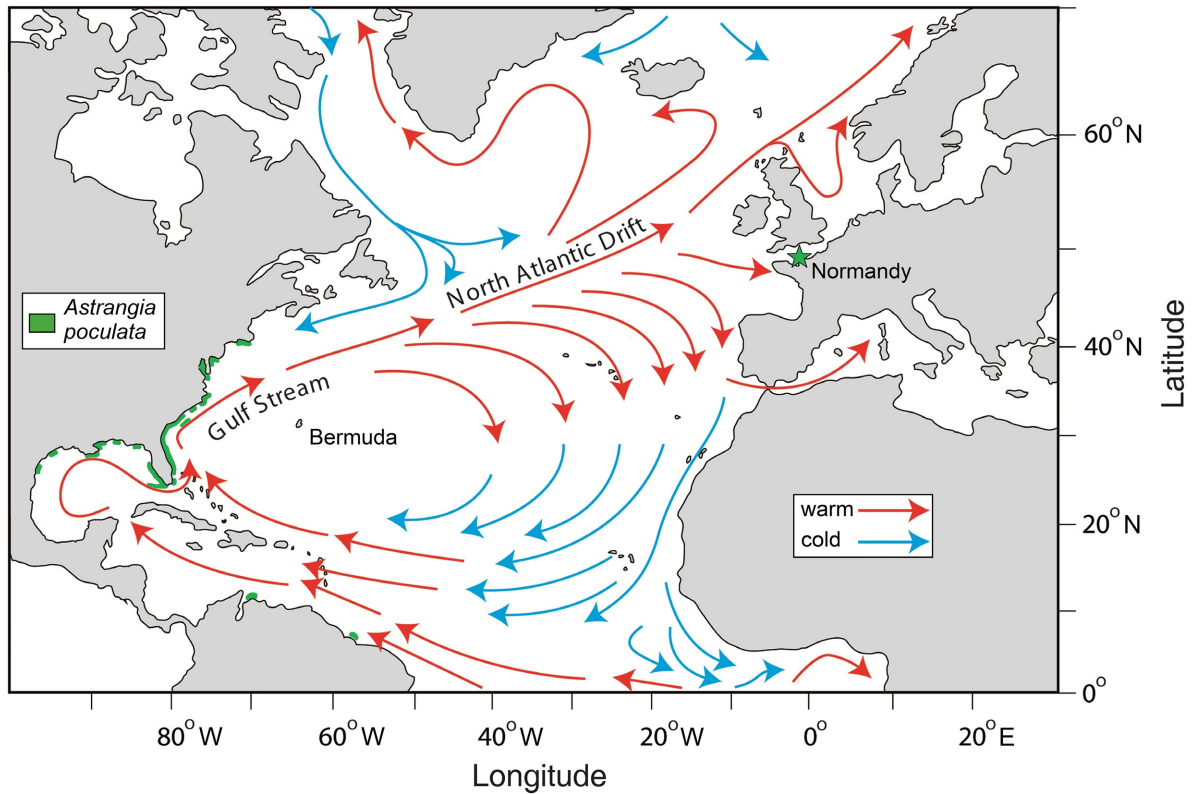 60°N
North Atlantic Drift
Normandy
Astrangia
poculata
40°N
Latitude
Gulf Stream
Bermuda
warm
cold
20°N
0°
80°W
60°W
40°W
20°W
0°
20°E
Longitude